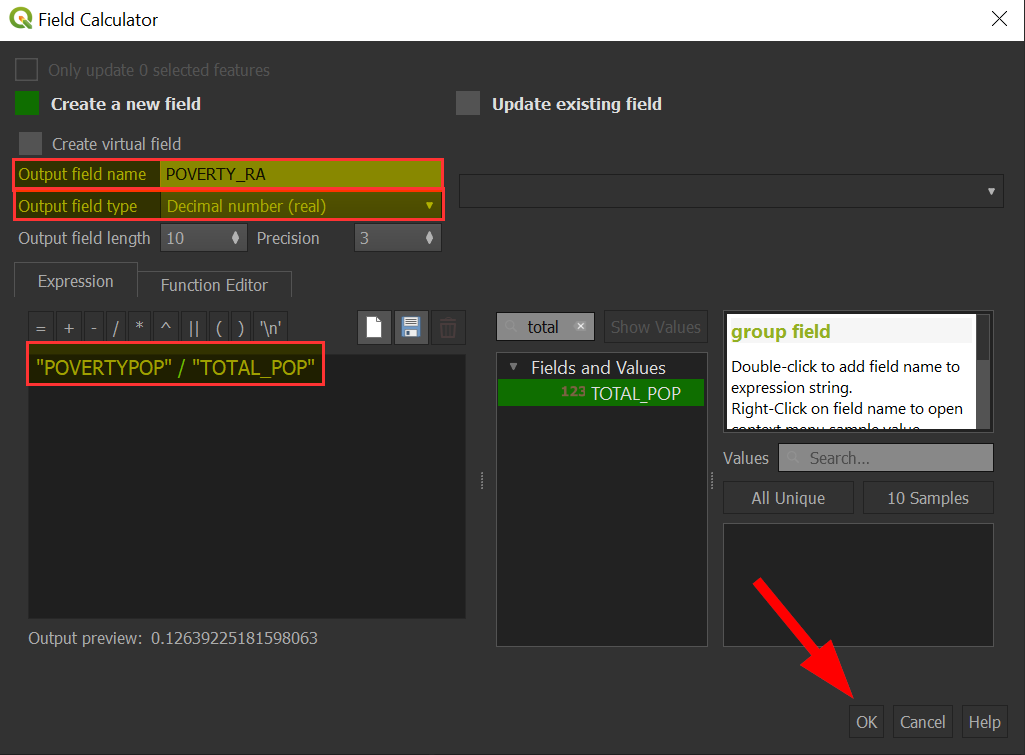 Field Calculator
Only update 0 selected features
Create a new field
Update existing field
Create virtual field
Output field name POVERTY_RA
Output field type Decimal number (real)
Output field length 10 Precision 3
Expression Function Editor
= + - / * ^ || ( ) '\n'
total Show Values
"POVERTYPOP" / "TOTAL_POP"
Fields and Values
123 TOTAL_POP
group field
Double-click to add field name to
expression string.
Right-Click on field name to open
context menu sample value
Values Search...
All Unique 10 Samples
Output preview: 0.12639225181598063
OK Cancel Help